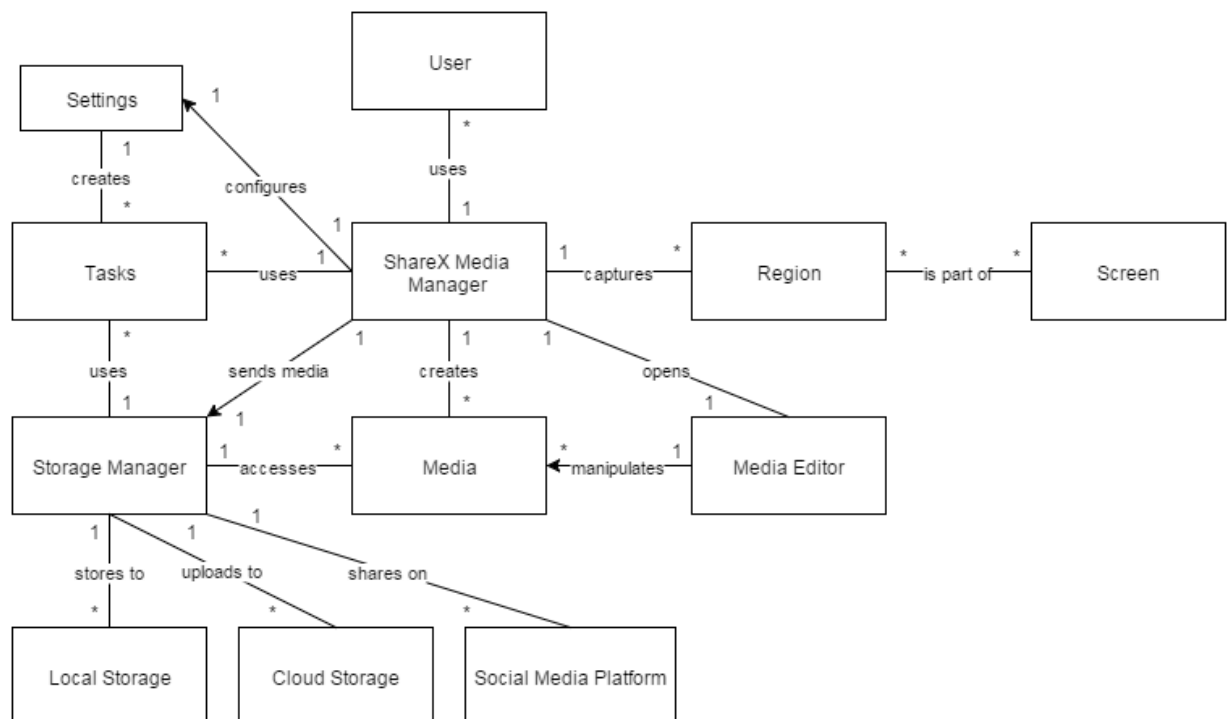 User
Settings
1
*
1
creates
configures
uses
*
1
1
Tasks
*
uses
1
ShareX Media
Manager
1
captures
*
Region
*
is part of
*
Screen
*
1
1
1
uses
sends media
creates
opens
1
1
*
1
Storage Manager
1
accesses
*
Media
*
manipulates
1
Media Editor
1
1
1
stores to
uploads to
shares on
*
*
*
Local Storage
Cloud Storage
Social Media Platform